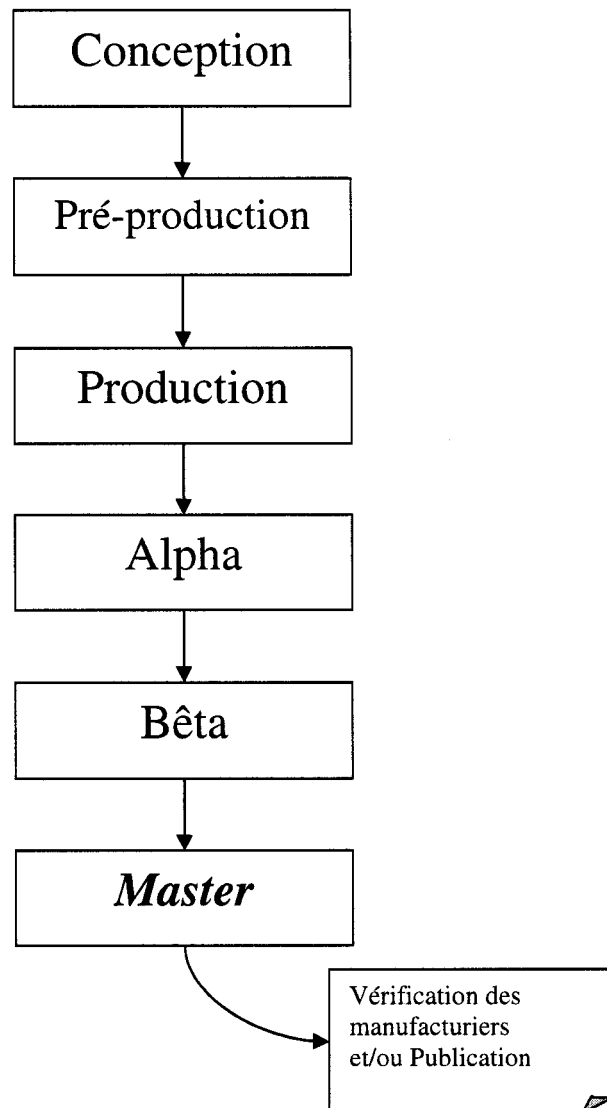 Conception
Pré-production
Production
Alpha
Bêta
Master
Vérification des
manufacturiers
et/ou Publication